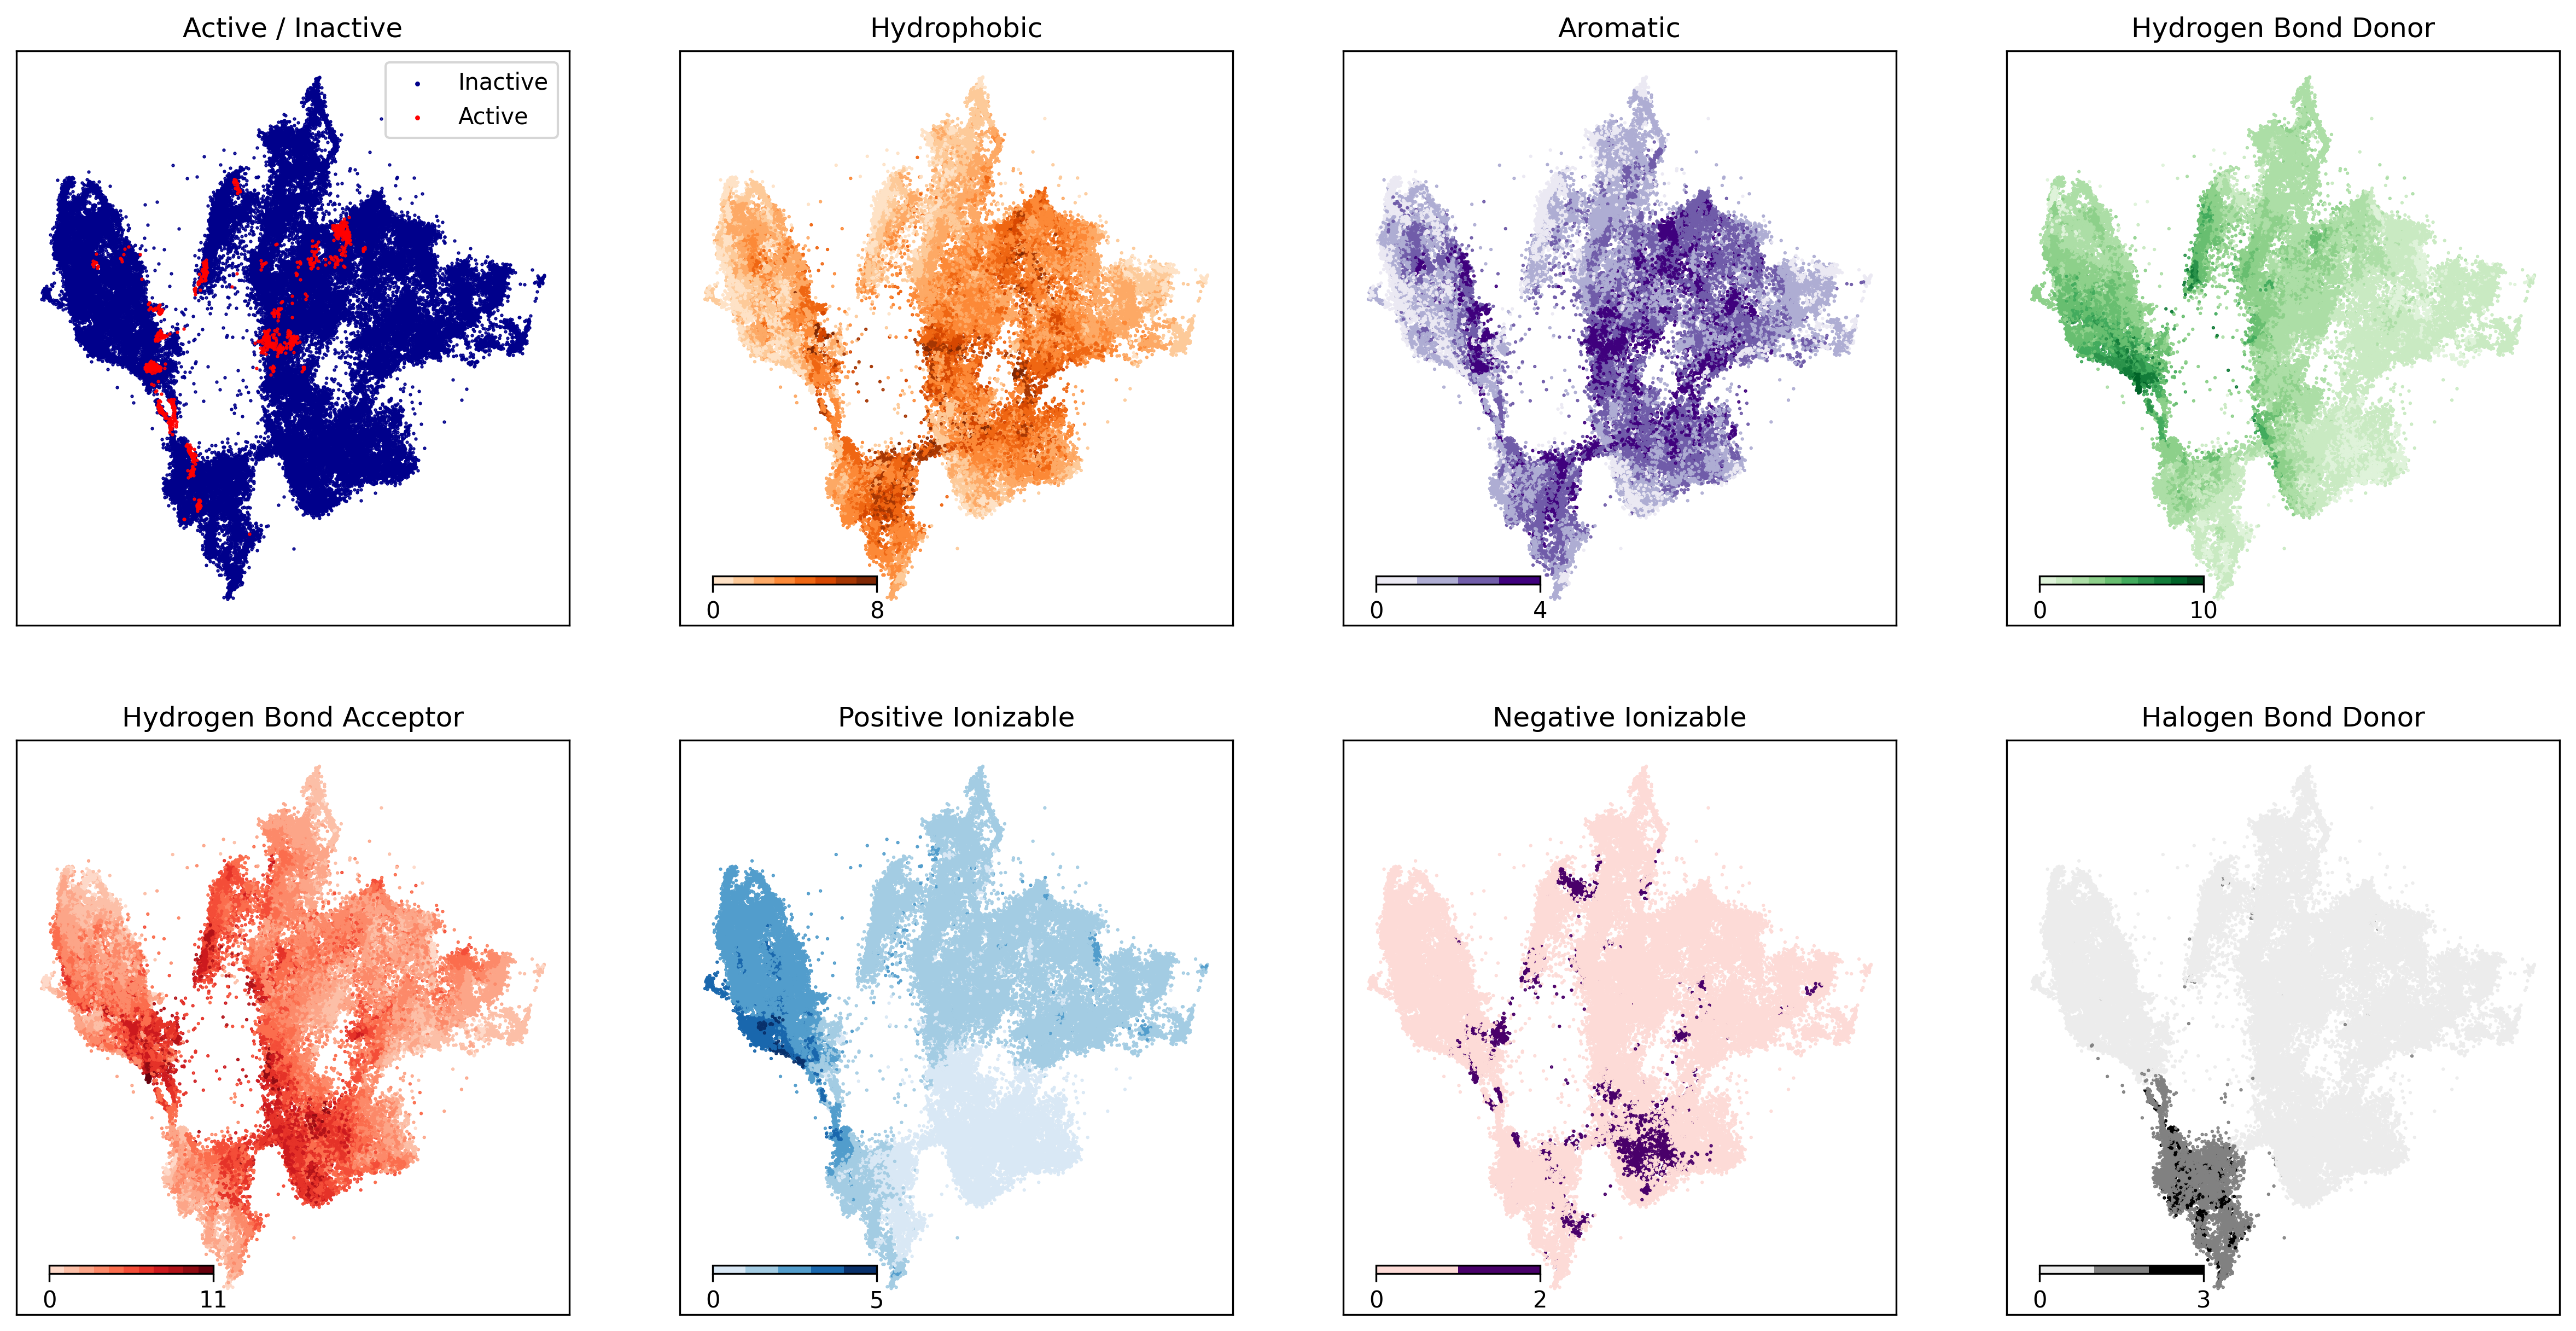 Active / Inactive
Inactive
Active
Hydrophobic
0 8
Aromatic
0 4
Hydrogen Bond Donor
0 10
Hydrogen Bond Acceptor
0 11
Positive Ionizable
0 5
Negative Ionizable
0 2
Halogen Bond Donor
0 3